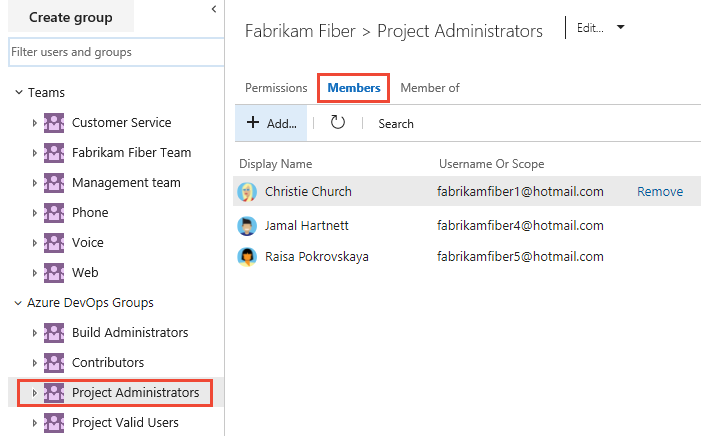 Create group
Filter users and groups
Teams
Customer Service
Fabrikam Fiber Team
Management team
Phone
Voice
Web
Azure DevOps Groups
Build Administrators
Contributors
Project Administrators
Project Valid Users
Fabrikam Fiber > Project Administrators
Edit...
Permissions Members Member of
+ Add... Search
Display Name Username Or Scope
Christie Church fabrikamfiber1@hotmail.com Remove
Jamal Hartnett fabrikamfiber4@hotmail.com
Raisa Pokrovskaya fabrikamfiber5@hotmail.com